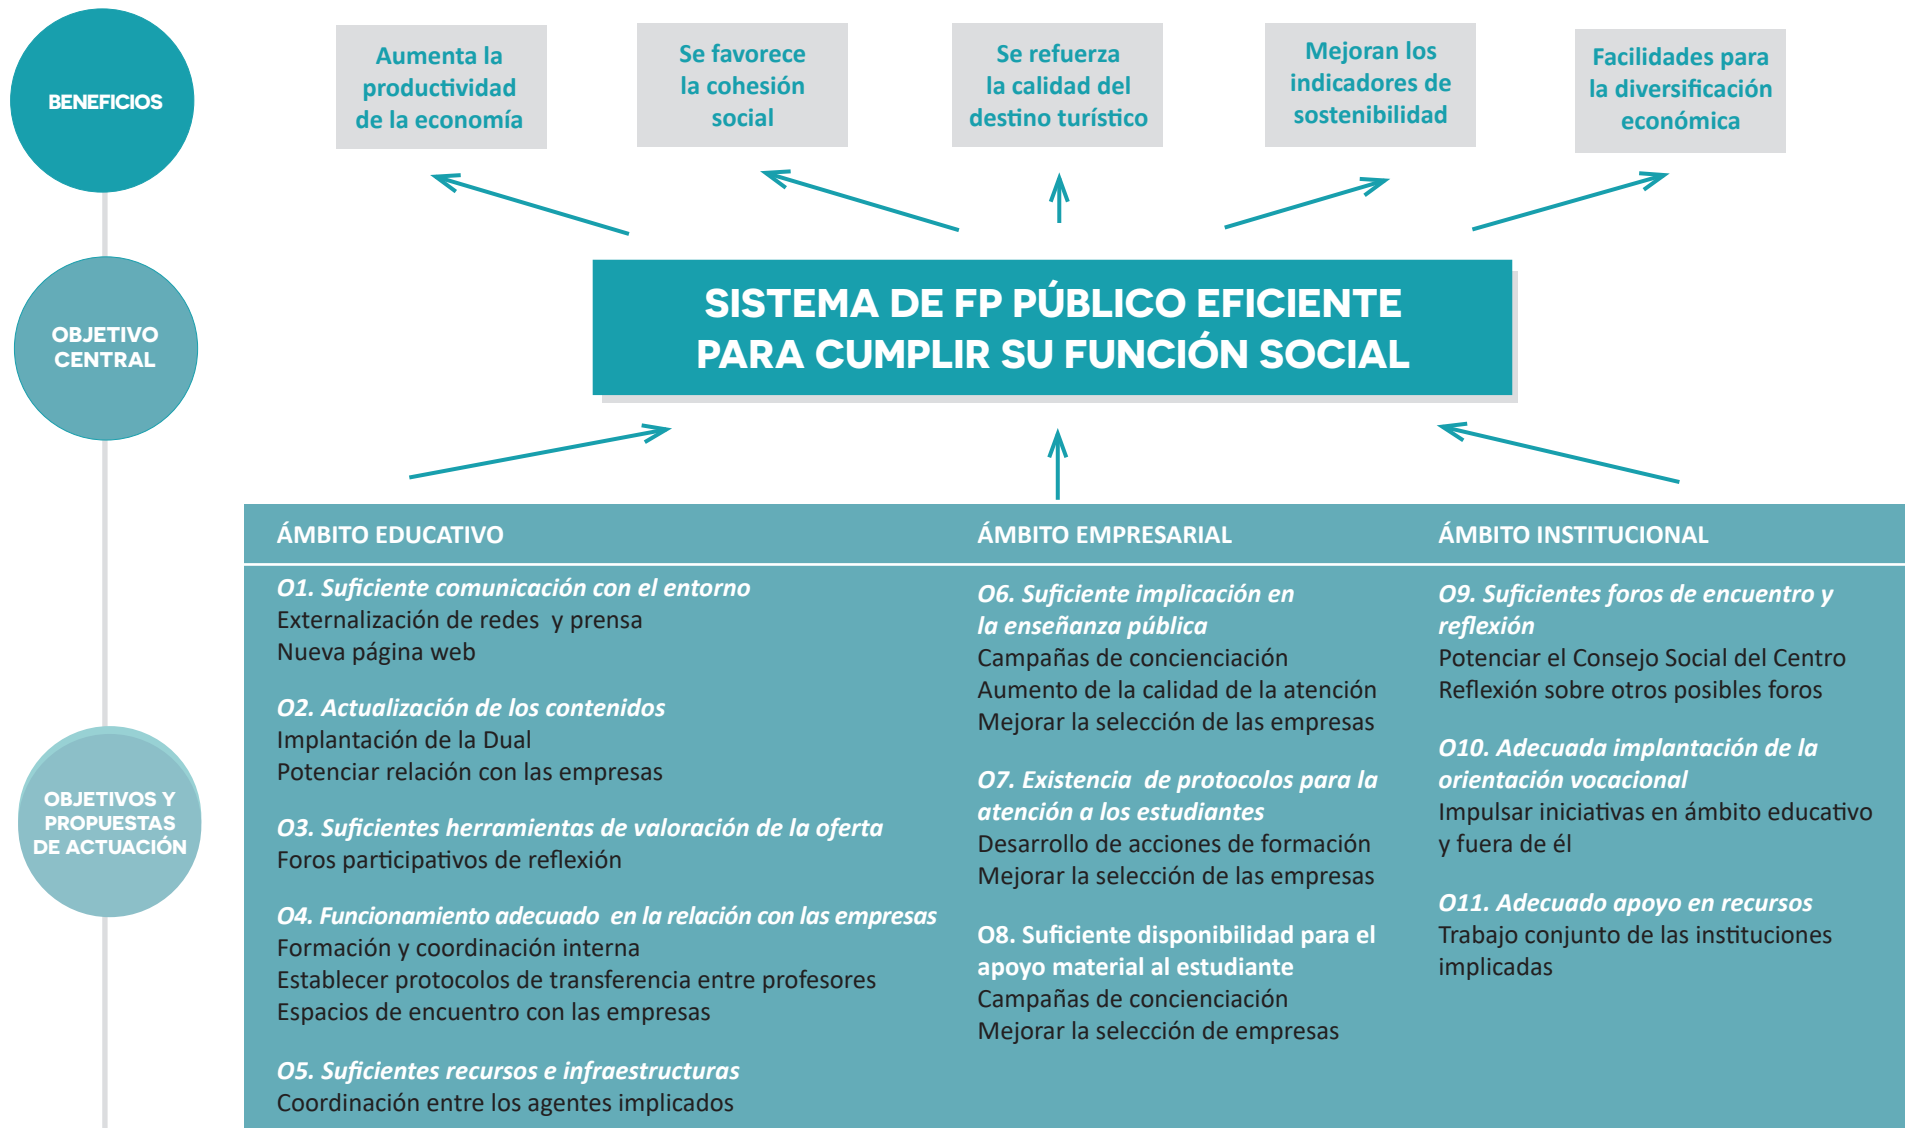 BENEFICIOS
Aumenta la
productividad
de la economía
Se favorece
la cohesión
social
Se refuerza
la calidad del
destino turístico
Mejoran los
indicadores de
sostenibilidad
Facilidades para
la diversificación
económica
OBJETIVO
CENTRAL
SISTEMA DE FP PÚBLICO EFICIENTE
PARA CUMPLIR SU FUNCIÓN SOCIAL
OBJETIVOS Y
PROPUESTAS
DE ACTUACIÓN
ÁMBITO EDUCATIVO
O1. Suficiente comunicación con el entorno
Externalización de redes  y prensa
Nueva página web
O2. Actualización de los contenidos
Implantación de la Dual
Potenciar relación con las empresas
O3. Suficientes herramientas de valoración de la oferta
Foros participativos de reflexión
O4. Funcionamiento adecuado  en la relación con las empresas
Formación y coordinación interna
Establecer protocolos de transferencia entre profesores
Espacios de encuentro con las empresas
O5. Suficientes recursos e infraestructuras
Coordinación entre los agentes implicados
ÁMBITO EMPRESARIAL
O6. Suficiente implicación en
la enseñanza pública
Campañas de concienciación
Aumento de la calidad de la atención
Mejorar la selección de las empresas
O7. Existencia  de protocolos para la
atención a los estudiantes
Desarrollo de acciones de formación
Mejorar la selección de las empresas
O8. Suficiente disponibilidad para el
apoyo material al estudiante
Campañas de concienciación
Mejorar la selección de empresas
ÁMBITO INSTITUCIONAL
O9. Suficientes foros de encuentro y
reflexión
Potenciar el Consejo Social del Centro
Reflexión sobre otros posibles foros
O10. Adecuada implantación de la
orientación vocacional
Impulsar iniciativas en ámbito educativo
y fuera de él
O11. Adecuado apoyo en recursos
Trabajo conjunto de las instituciones
implicadas